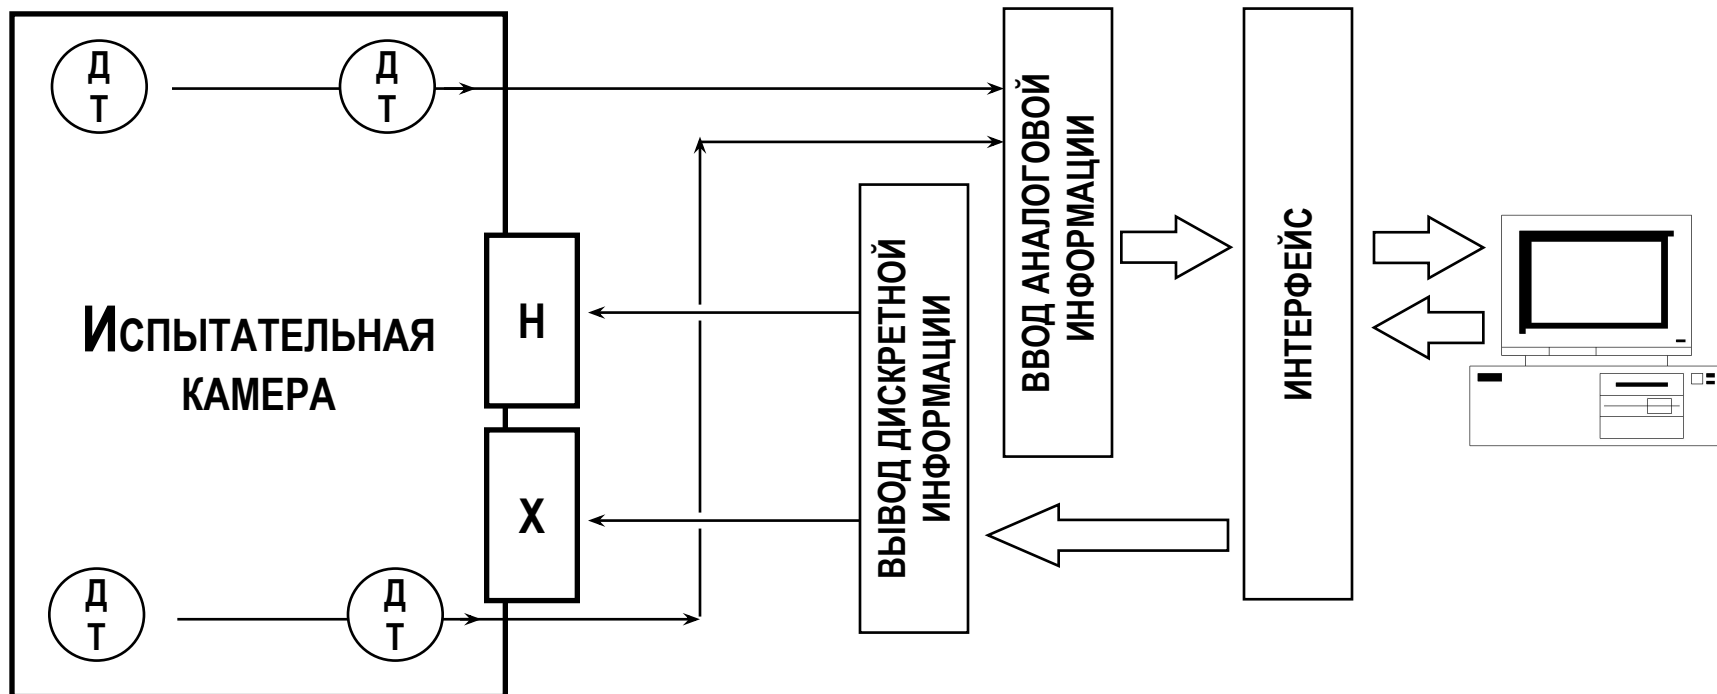 Д
Т
Д
Т
ИСПЫТАТЕЛЬНАЯ
КАМЕРА
Н
Х
Д
Т
Д
Т
ВЫВОД ДИСКРЕТНОЙ
ИНФОРМАЦИИ
ВВОД АНАЛОГОВОЙ
ИНФОРМАЦИИ
ИНТЕРФЕЙС